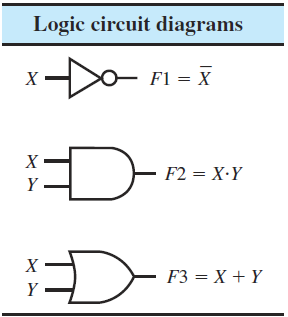 Logic circuit diagrams
X F1 = X̅
X
Y F2 = X·Y
X
Y F3 = X + Y